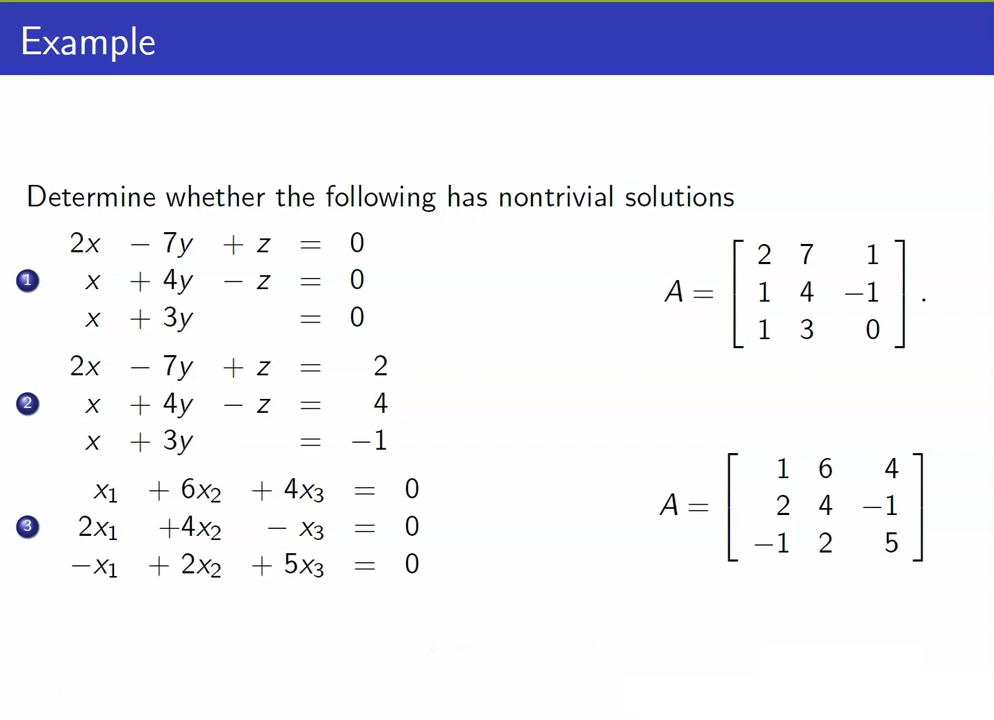 Example
Determine whether the following has nontrivial solutions
1
2x − 7y + z = 0
x + 4y − z = 0
x + 3y = 0
A = [ 2 7 1
1 4 −1
1 3 0 ] .
2
2x − 7y + z = 2
x + 4y − z = 4
x + 3y = −1
3
x₁ + 6x₂ + 4x₃ = 0
2x₁ +4x₂ − x₃ = 0
−x₁ + 2x₂ + 5x₃ = 0
A = [ 1 6 4
2 4 −1
−1 2 5 ]